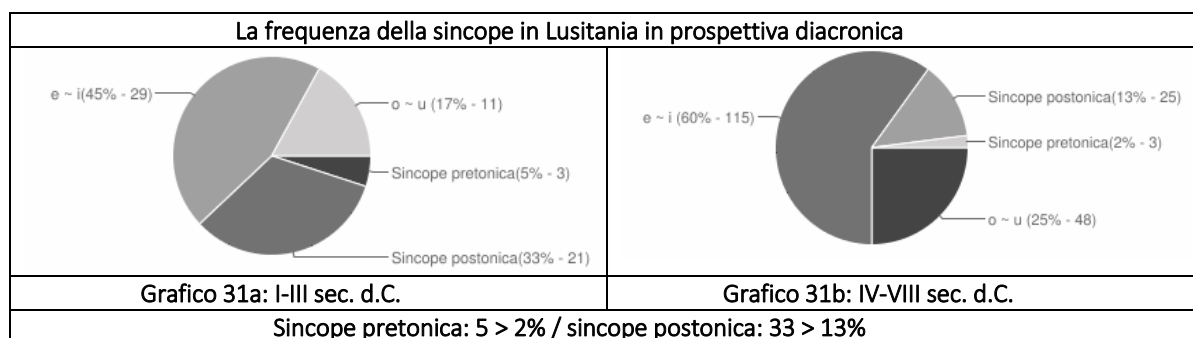 La frequenza della sincope in Lusitania in prospettiva diacronica
e ~ i(45% - 29)
o ~ u (17% - 11)
Sincope pretonica(5% - 3)
Sincope postonica(33% - 21)
e ~ i (60% - 115)
Sincope postonica(13% - 25)
Sincope pretonica(2% - 3)
o ~ u (25% - 48)
Grafico 31a: I-III sec. d.C.
Grafico 31b: IV-VIII sec. d.C.
Sincope pretonica: 5 > 2% / sincope postonica: 33 > 13%